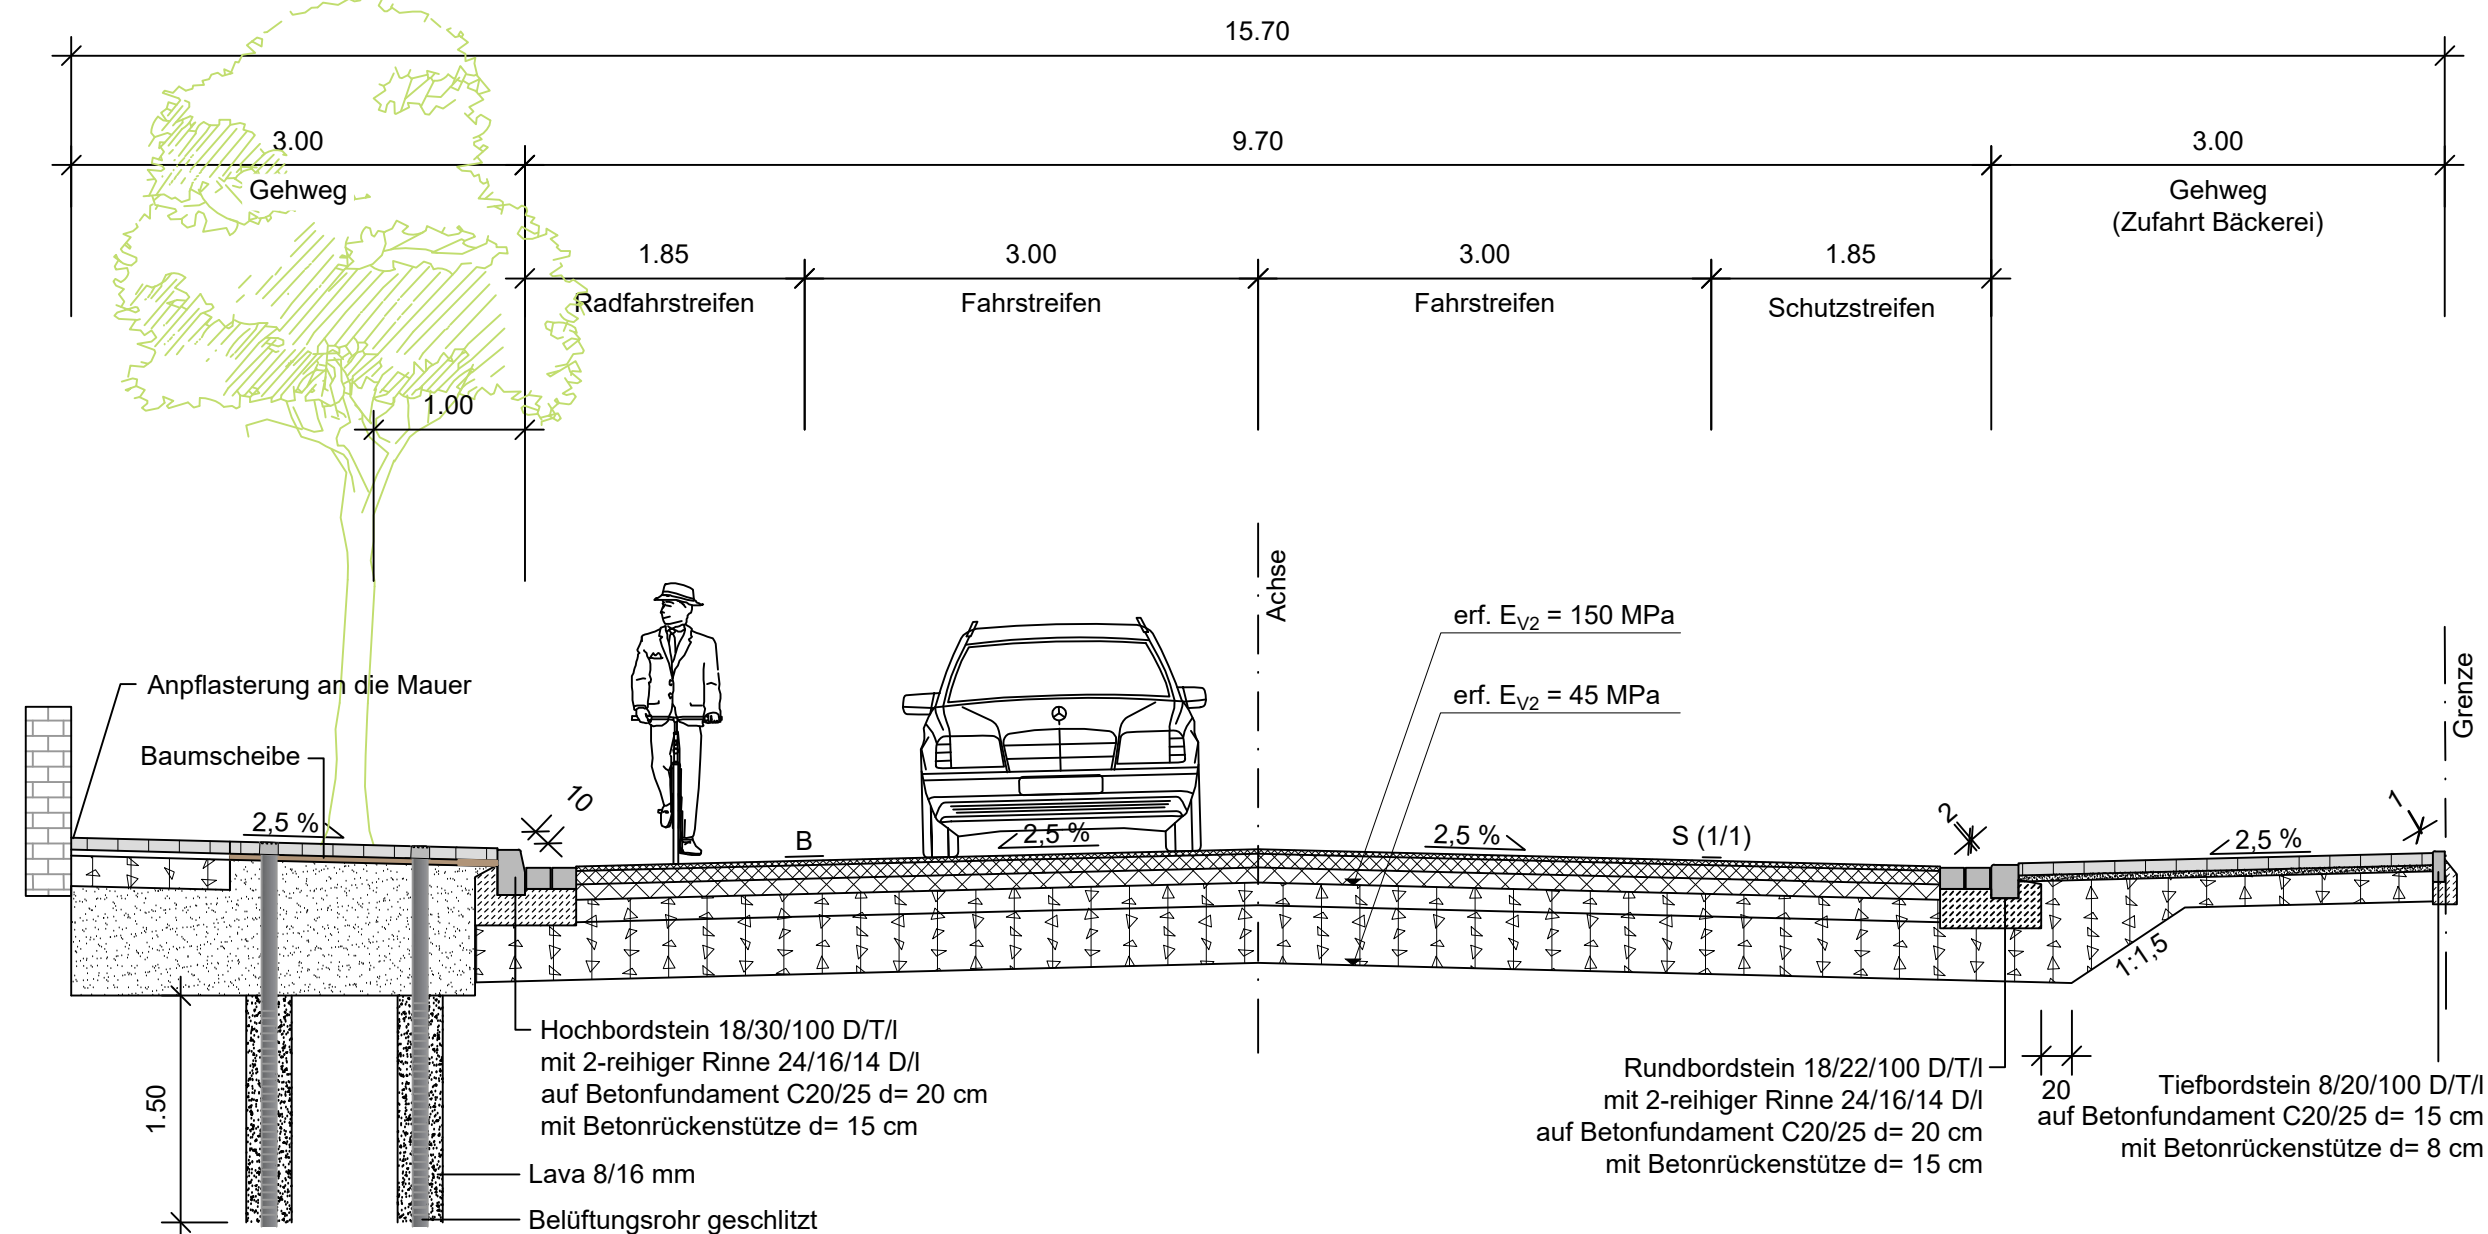 15.70
3.00
9.70
3.00
Gehweg
Gehweg
(Zufahrt Bäckerei)
1.85
3.00
3.00
1.85
Radfahrstreifen
Fahrstreifen
Fahrstreifen
Schutzstreifen
1.00
Achse
erf. EV2 = 150 MPa
erf. EV2 = 45 MPa
Grenze
Anpflasterung an die Mauer
Baumscheibe
2,5 %
10
B
2,5 %
2,5 %
S (1/1)
2
2,5 %
1
1:1,5
Hochbordstein 18/30/100 D/T/l
mit 2-reihiger Rinne 24/16/14 D/l
auf Betonfundament C20/25 d= 20 cm
mit Betonrückenstütze d= 15 cm
Rundbordstein 18/22/100 D/T/l
mit 2-reihiger Rinne 24/16/14 D/l
auf Betonfundament C20/25 d= 20 cm
mit Betonrückenstütze d= 15 cm
20
Tiefbordstein 8/20/100 D/T/l
auf Betonfundament C20/25 d= 15 cm
mit Betonrückenstütze d= 8 cm
1.50
Lava 8/16 mm
Belüftungsrohr geschlitzt